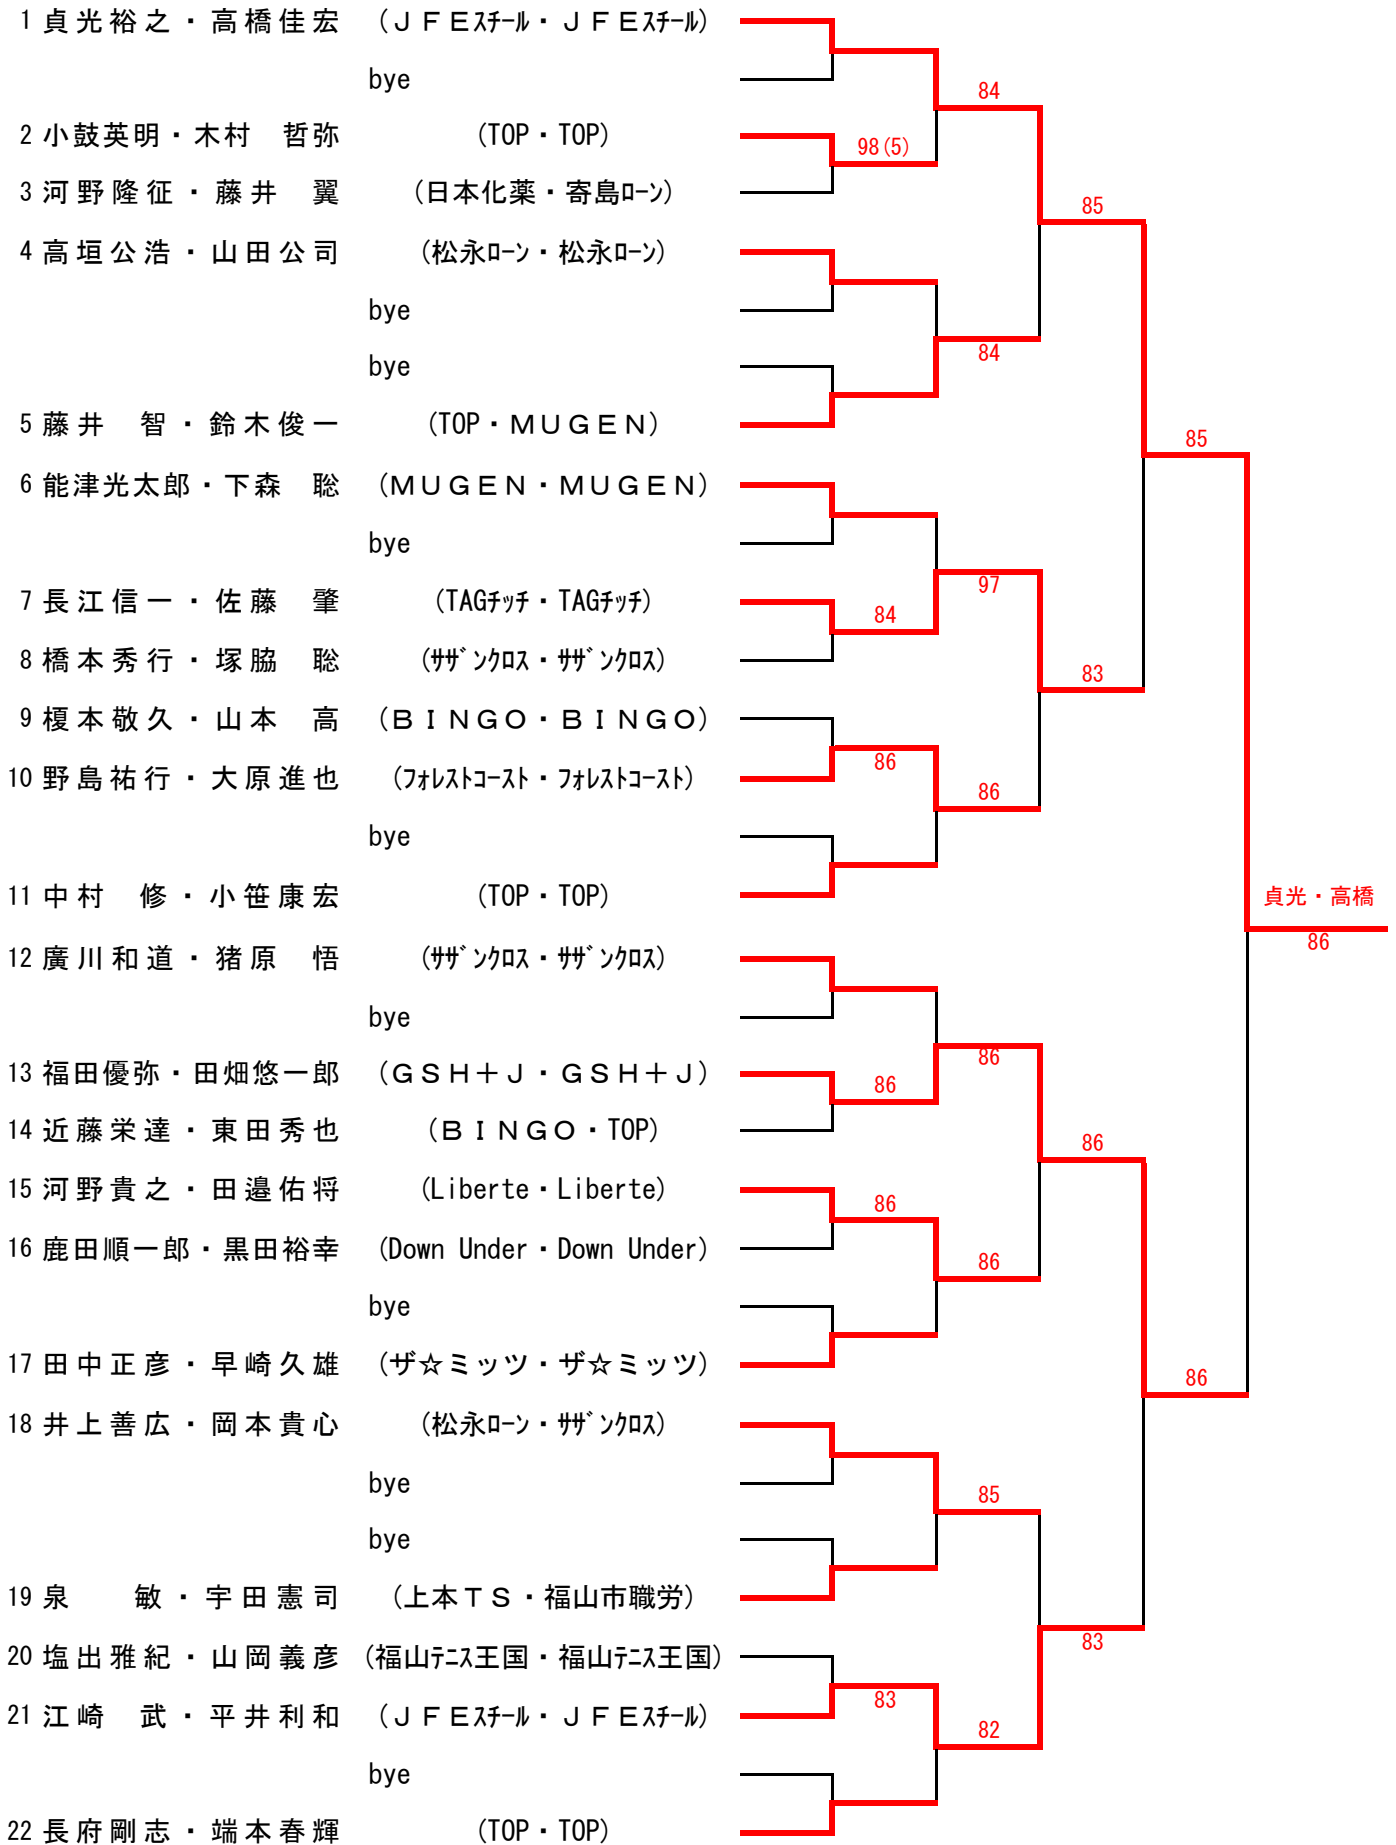 1 貞光裕之・高橋佳宏 (ＪＦＥｽﾁｰﾙ・ＪＦＥｽﾁｰﾙ)
bye
84
2 小鼓英明・木村　哲弥 (TOP・TOP)
98(5)
3 河野隆征・藤井　翼 (日本化薬・寄島ﾛｰﾝ)
85
4 高垣公浩・山田公司 (松永ﾛｰﾝ・松永ﾛｰﾝ)
bye
84
bye
5 藤井　智・鈴木俊一 (TOP・ＭＵＧＥＮ)
85
6 能津光太郎・下森　聡 (ＭＵＧＥＮ・ＭＵＧＥＮ)
bye
97
7 長江信一・佐藤　肇 (TAGﾁｯﾁ・TAGﾁｯﾁ)
84
8 橋本秀行・塚脇　聡 (ｻｻﾞﾝｸﾛｽ・ｻｻﾞﾝｸﾛｽ)
83
9 榎本敬久・山本　高 (ＢＩＮＧＯ・ＢＩＮＧＯ)
86
10 野島祐行・大原進也 (ﾌｫﾚｽﾄｺｰｽﾄ・ﾌｫﾚｽﾄｺｰｽﾄ)
86
bye
11 中村　修・小笹康宏 (TOP・TOP)
貞光・高橋
86
12 廣川和道・猪原　悟 (ｻｻﾞﾝｸﾛｽ・ｻｻﾞﾝｸﾛｽ)
bye
86
13 福田優弥・田畑悠一郎 (ＧＳＨ＋Ｊ・ＧＳＨ＋Ｊ)
86
14 近藤栄達・東田秀也 (ＢＩＮＧＯ・TOP)
86
15 河野貴之・田邉佑将 (Liberte・Liberte)
86
16 鹿田順一郎・黒田裕幸 (Down Under・Down Under)
86
bye
17 田中正彦・早崎久雄 (ザ☆ミッツ・ザ☆ミッツ)
86
18 井上善広・岡本貴心 (松永ﾛｰﾝ・ｻｻﾞﾝｸﾛｽ)
bye
85
bye
19 泉　　敏・宇田憲司 (上本ＴＳ・福山市職労)
83
20 塩出雅紀・山岡義彦 (福山ﾃﾆｽ王国・福山ﾃﾆｽ王国)
83
21 江崎　武・平井利和 (ＪＦＥｽﾁｰﾙ・ＪＦＥｽﾁｰﾙ)
82
bye
22 長府剛志・端本春輝 (TOP・TOP)